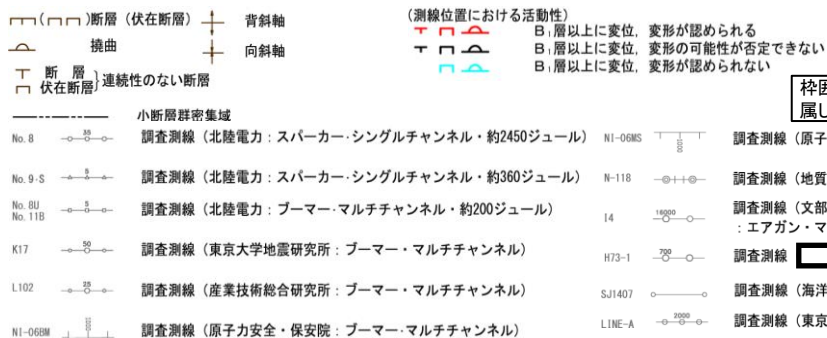 (測線位置における活動性)
断層 (伏在断層)
背斜軸
B₁層以上に変位，変形が認められる
撓曲
向斜軸
B₁層以上に変位，変形の可能性が否定できない
断　層
伏在断層
連続性のない断層
B₁層以上に変位，変形が認められない
枠囲
属し
小断層群密集域
No. 8 35 調査測線 (北陸電力：スパーカー・シングルチャンネル・約2450ジュール)
NI-06MS 1000 調査測線 (原子
No. 9・S 5 調査測線 (北陸電力：スパーカー・シングルチャンネル・約360ジュール)
N-118 調査測線 (地質
No. 8U
No. 11B 5 調査測線 (北陸電力：ブーマー・マルチチャンネル・約200ジュール)
I4 16000 調査測線 (文部
：エアガン・マ
K17 50 調査測線 (東京大学地震研究所：ブーマー・マルチチャンネル)
H73-1 700 調査測線
L102 25 調査測線 (産業技術総合研究所：ブーマー・マルチチャンネル)
SJ1407 調査測線 (海洋
NI-06BM 1000 調査測線 (原子力安全・保安院：ブーマー・マルチチャンネル)
LINE-A 2000 調査測線 (東京